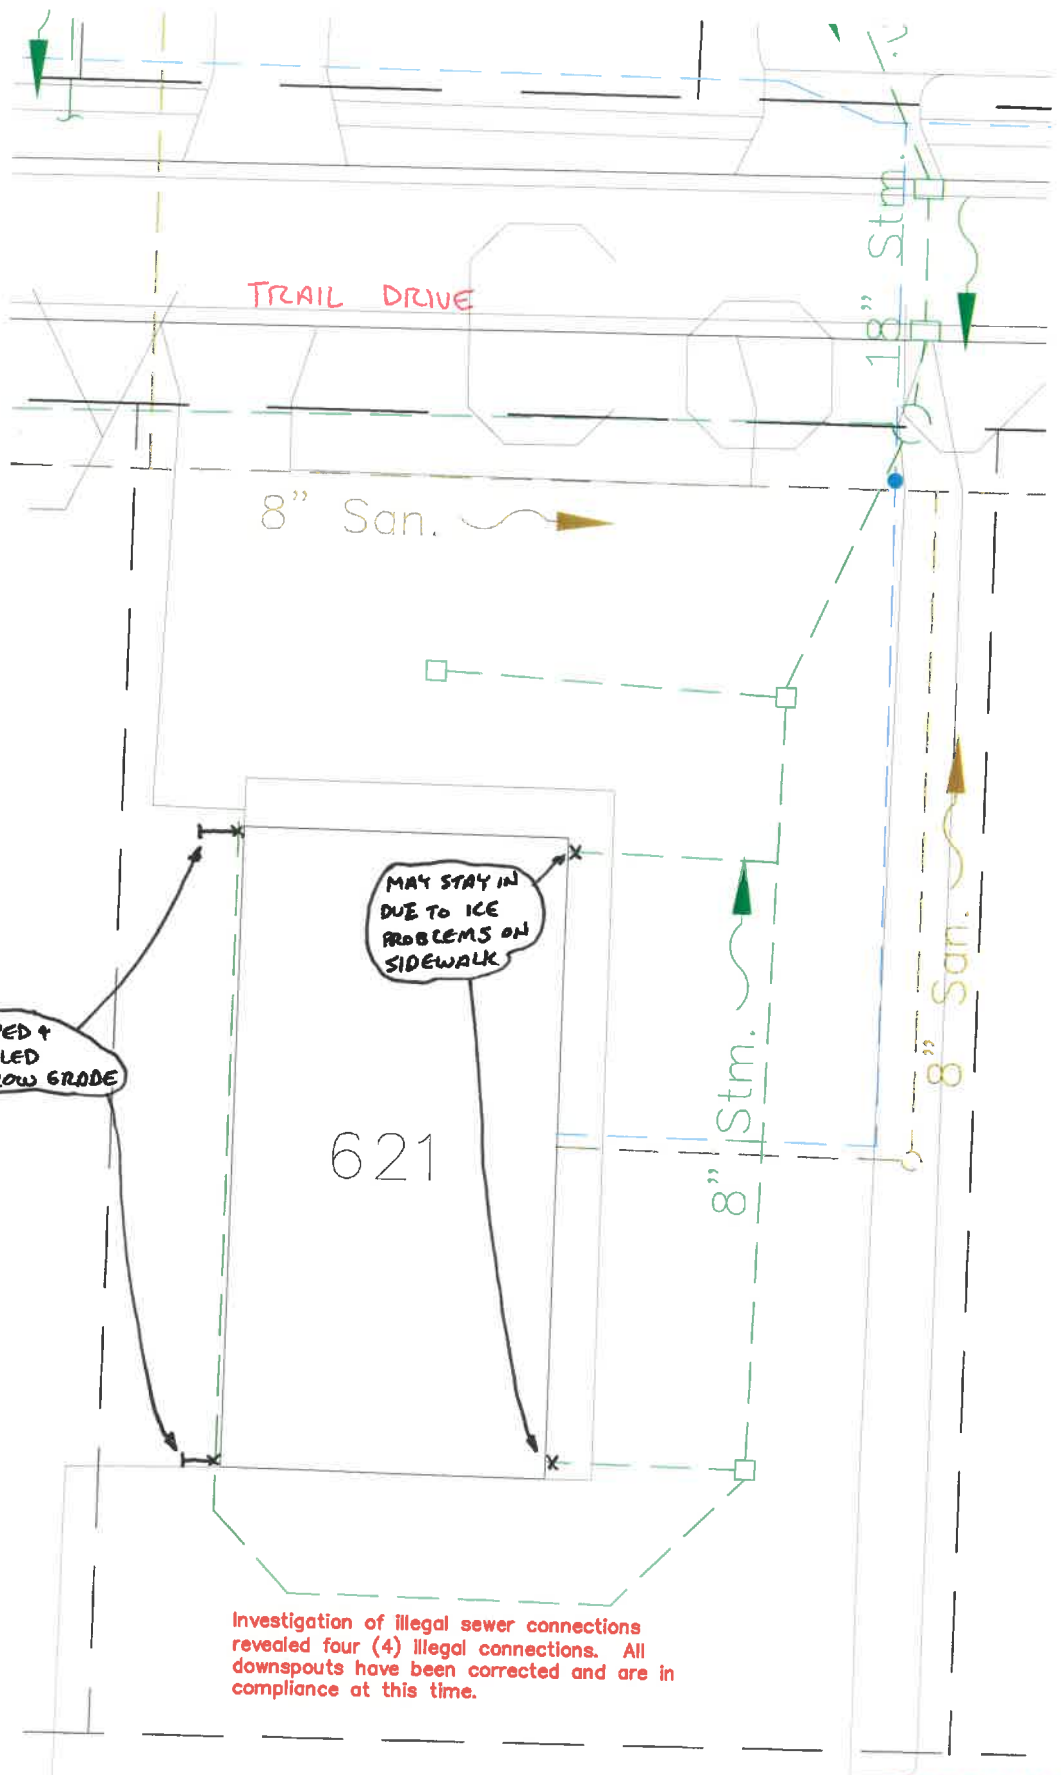 18" Stm.
TRAIL DRIVE
8" San.
MAY STAY IN
DUE TO ICE
PROBLEMS ON
SIDEWALK
GRADE
8" Stm.
8" San.
621
Investigation of illegal sewer connections
revealed four (4) illegal connections. All
downspouts have been corrected and are in
compliance at this time.